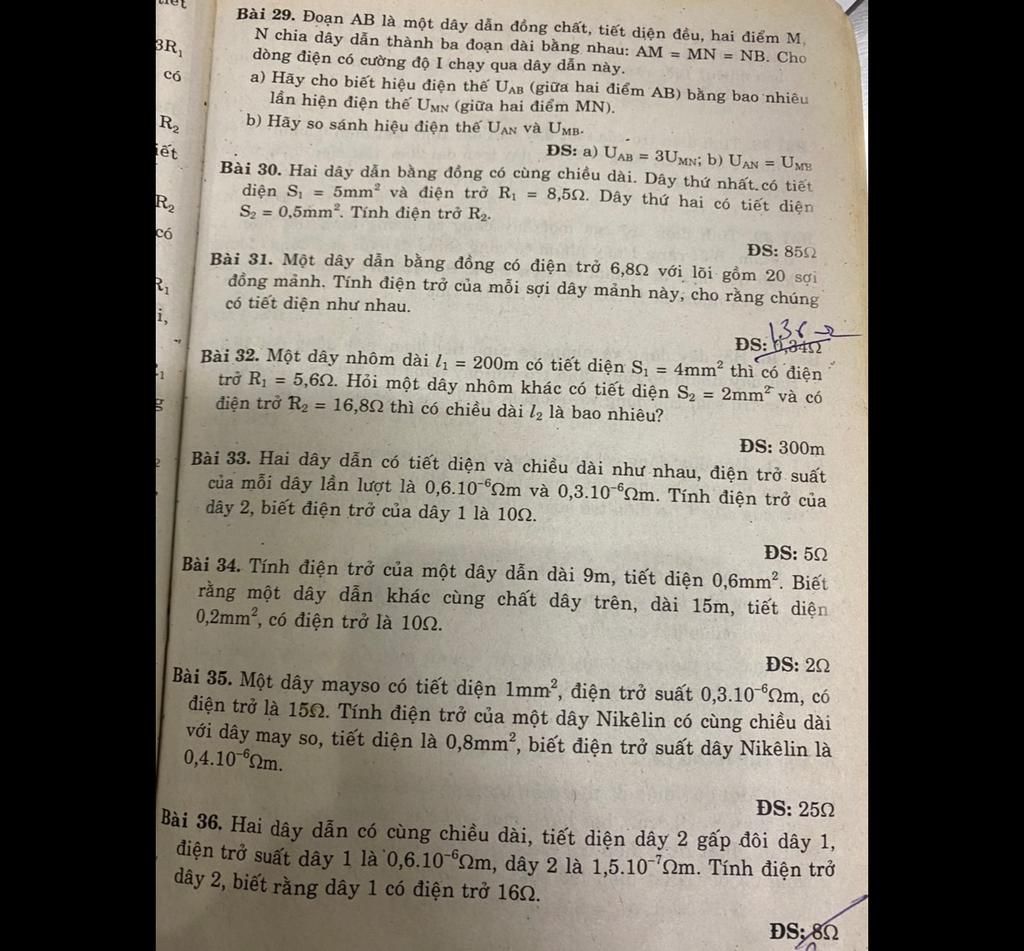 3R₁
có
R₂
iết
R₂
có
R₁
i,
Bài 29. Đoạn AB là một dây dẫn đồng chất, tiết diện đều, hai điểm M,
N chia dây dẫn thành ba đoạn dài bằng nhau: AM = MN = NB. Cho
dòng điện có cường độ I chạy qua dây dẫn này.
a) Hãy cho biết hiệu điện thế U_AB (giữa hai điểm AB) bằng bao nhiêu
lần hiện điện thế U_MN (giữa hai điểm MN).
b) Hãy so sánh hiệu điện thế U_AN và U_MB.
ĐS: a) U_AB = 3U_MN; b) U_AN = U_MB
Bài 30. Hai dây dẫn bằng đồng có cùng chiều dài. Dây thứ nhất có tiết
diện S₁ = 5mm² và điện trở R₁ = 8,5Ω. Dây thứ hai có tiết diện
S₂ = 0,5mm². Tính điện trở R₂.
ĐS: 85Ω
Bài 31. Một dây dẫn bằng đồng có điện trở 6,8Ω với lõi gồm 20 sợi
đồng mảnh. Tính điện trở của mỗi sợi dây mảnh này, cho rằng chúng
có tiết diện như nhau.
136 Ω
ĐS: 0,34Ω
Bài 32. Một dây nhôm dài l₁ = 200m có tiết diện S₁ = 4mm² thì có điện
trở R₁ = 5,6Ω. Hỏi một dây nhôm khác có tiết diện S₂ = 2mm² và có
điện trở R₂ = 16,8Ω thì có chiều dài l₂ là bao nhiêu?
ĐS: 300m
Bài 33. Hai dây dẫn có tiết diện và chiều dài như nhau, điện trở suất
của mỗi dây lần lượt là 0,6.10⁻⁶Ωm và 0,3.10⁻⁶Ωm. Tính điện trở của
dây 2, biết điện trở của dây 1 là 10Ω.
ĐS: 5Ω
Bài 34. Tính điện trở của một dây dẫn dài 9m, tiết diện 0,6mm². Biết
rằng một dây dẫn khác cùng chất dây trên, dài 15m, tiết diện
0,2mm², có điện trở là 10Ω.
ĐS: 2Ω
Bài 35. Một dây mayso có tiết diện 1mm², điện trở suất 0,3.10⁻⁶Ωm, có
điện trở là 15Ω. Tính điện trở của một dây Nikêlin có cùng chiều dài
với dây may so, tiết diện là 0,8mm², biết điện trở suất dây Nikêlin là
0,4.10⁻⁶Ωm.
ĐS: 25Ω
Bài 36. Hai dây dẫn có cùng chiều dài, tiết diện dây 2 gấp đôi dây 1,
điện trở suất dây 1 là 0,6.10⁻⁶Ωm, dây 2 là 1,5.10⁻⁷Ωm. Tính điện trở
dây 2, biết rằng dây 1 có điện trở 16Ω.
ĐS: 8Ω